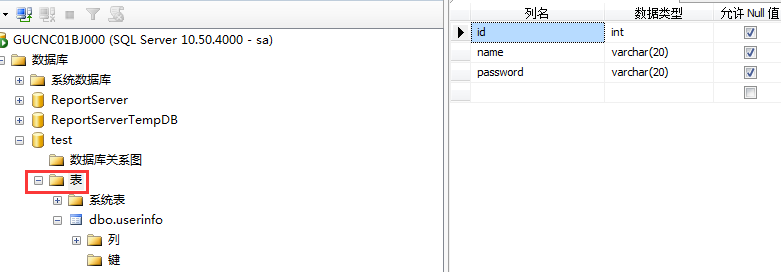 GUCNC01BJ000 (SQL Server 10.50.4000 - sa)
数据库
系统数据库
ReportServer
ReportServerTempDB
test
数据库关系图
表
系统表
dbo.userinfo
列
键
列名 数据类型 允许 Null 值
id int
name varchar(20)
password varchar(20)